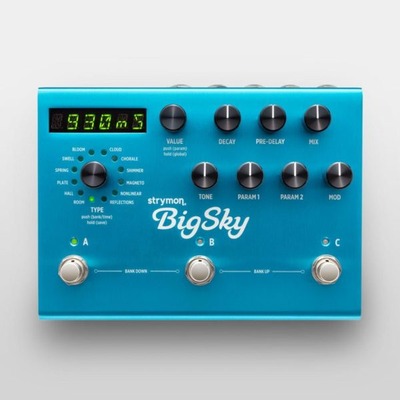 930mS
VALUE
push (param)
hold (global)
DECAY
PRE-DELAY
MIX
BLOOM
CLOUD
SWELL
CHORALE
SPRING
SHIMMER
PLATE
MAGNETO
HALL
NONLINEAR
ROOM
REFLECTIONS
TYPE
push (bank/time)
hold (save)
TONE
PARAM 1
PARAM 2
MOD
strymon
BigSky
A
B
C
BANK DOWN
BANK UP